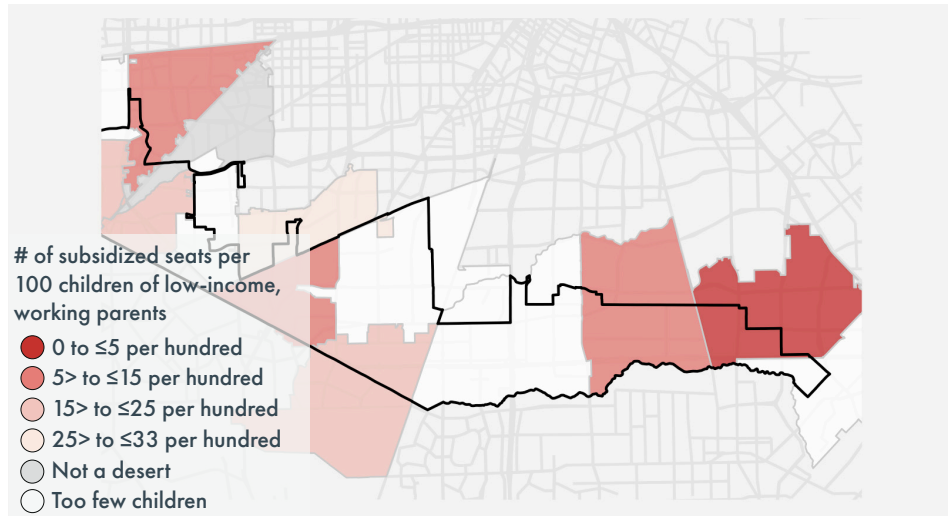 # of subsidized seats per
100 children of low-income,
working parents
0 to ≤5 per hundred
5> to ≤15 per hundred
15> to ≤25 per hundred
25> to ≤33 per hundred
Not a desert
Too few children